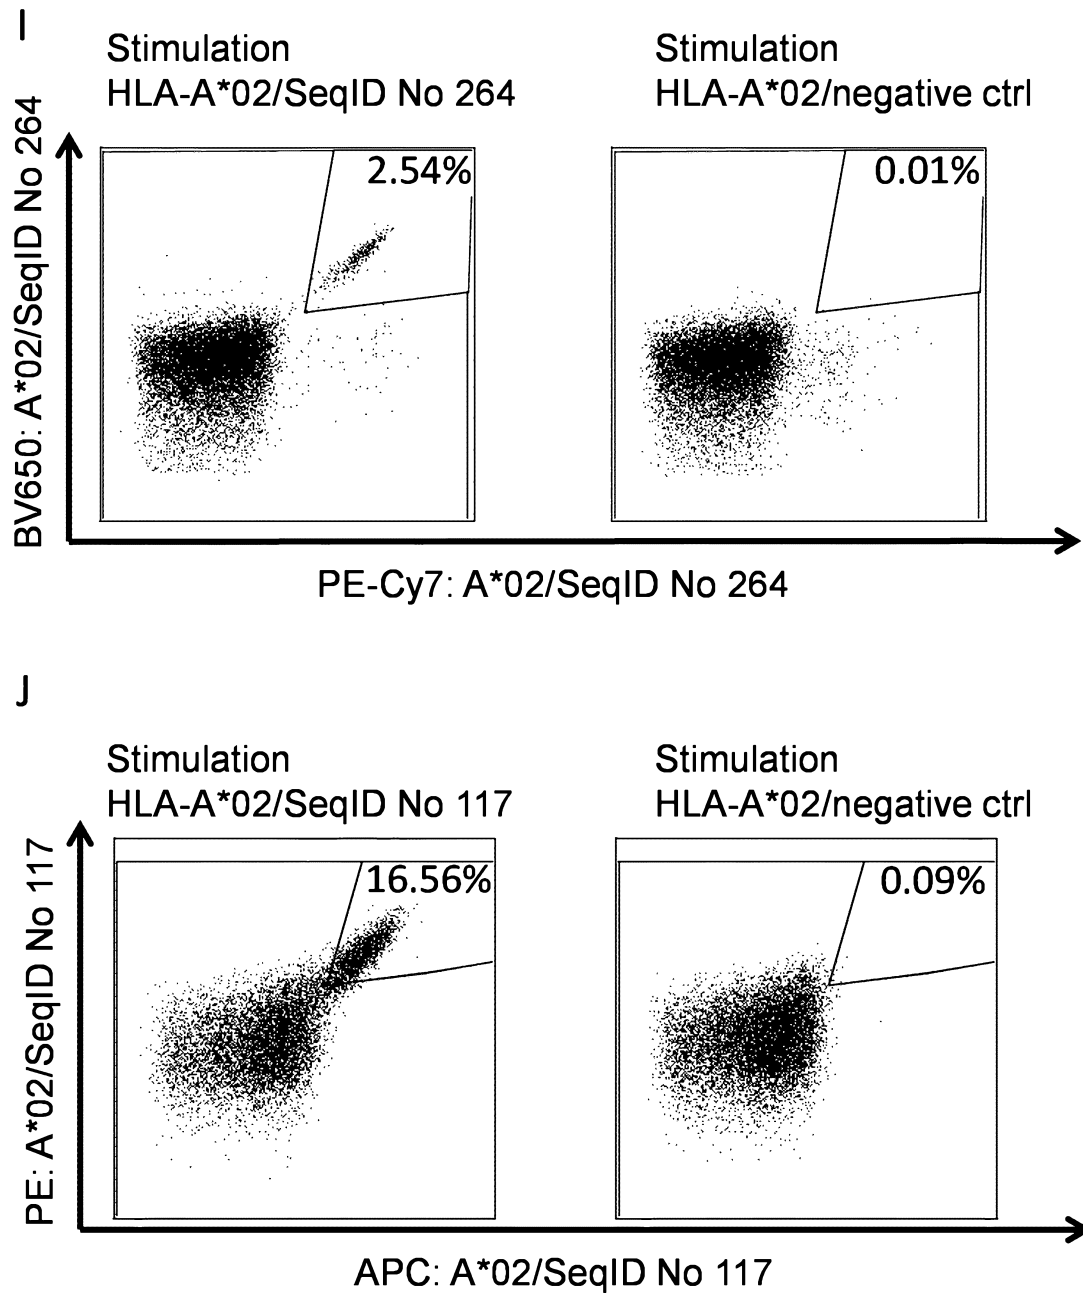 I
Stimulation
HLA-A*02/SeqID No 264
Stimulation
HLA-A*02/negative ctrl
BV650: A*02/SeqID No 264
2.54%
0.01%
PE-Cy7: A*02/SeqID No 264
J
Stimulation
HLA-A*02/SeqID No 117
Stimulation
HLA-A*02/negative ctrl
PE: A*02/SeqID No 117
16.56%
0.09%
APC: A*02/SeqID No 117